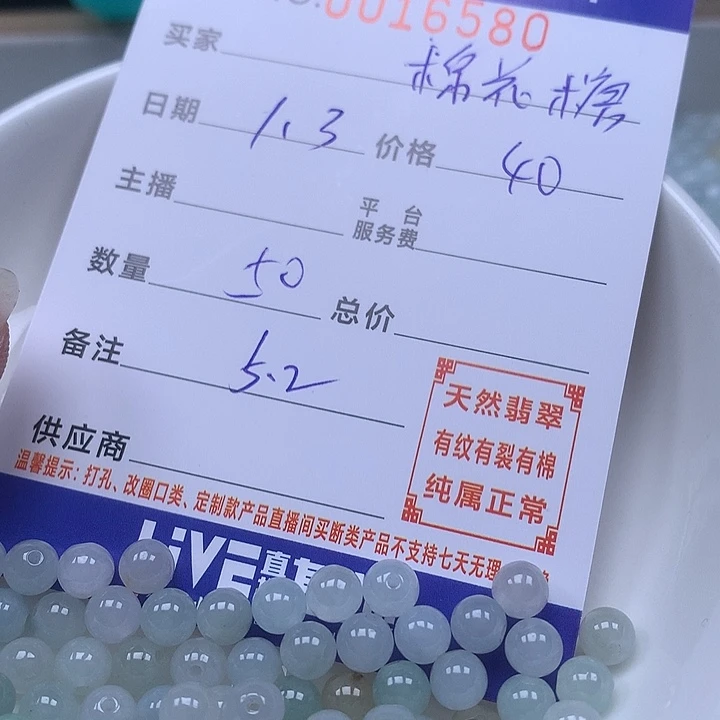 0016580
买家 棉花糖
日期 1.3 价格 40
主播 平台服务费
数量 50 总价
备注 5.2
供应商
天然翡翠
有纹有裂有棉
纯属正常
温馨提示：打孔、改圈口类、定制款产品直播间买断类产品不支持七天无理
LiVE